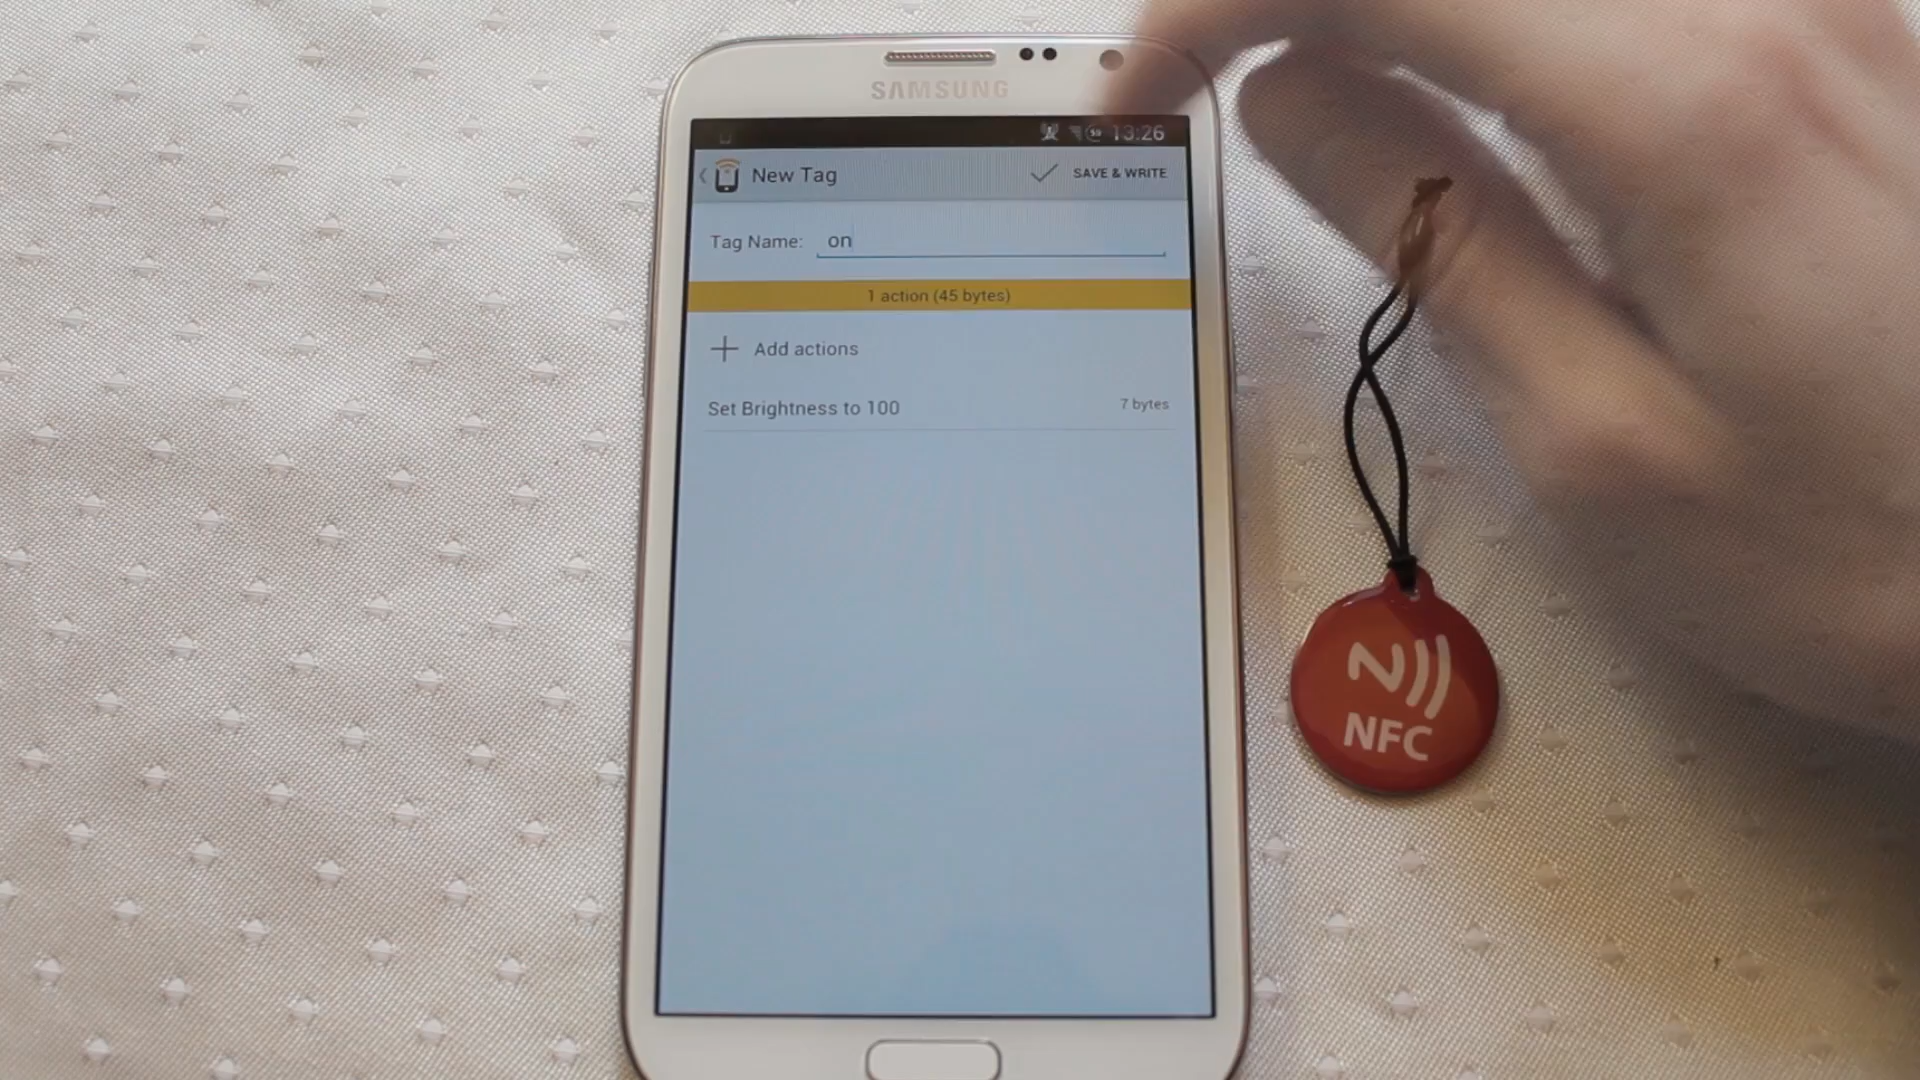 SAMSUNG
13:26
New Tag
SAVE & WRITE
Tag Name: on
1 action (45 bytes)
Add actions
Set Brightness to 100
7 bytes
NFC